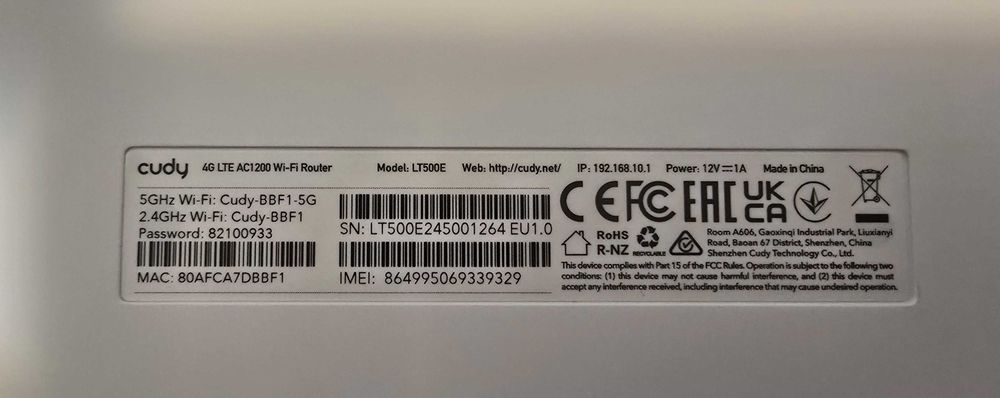 cudy 4G LTE AC1200 Wi-Fi Router Model: LT500E Web: http://cudy.net/ IP: 192.168.10.1 Power: 12V⎓1A Made in China
5GHz Wi-Fi: Cudy-BBF1-5G
2.4GHz Wi-Fi: Cudy-BBF1
Password: 82100933
MAC: 80AFCA7DBBF1
SN: LT500E245001264 EU1.0
IMEI: 864995069339329
CE FC EAC UK CA
RoHS
R-NZ
Room A606, Gaoxinqi Industrial Park, Liuxianyi
Road, Baoan 67 District, Shenzhen, China
Shenzhen Cudy Technology Co., Ltd.
This device complies with Part 15 of the FCC Rules. Operation is subject to the following two
conditions: (1) this device may not cause harmful interference, and (2) this device must
accept any interference received, including interference that may cause undesired operation.